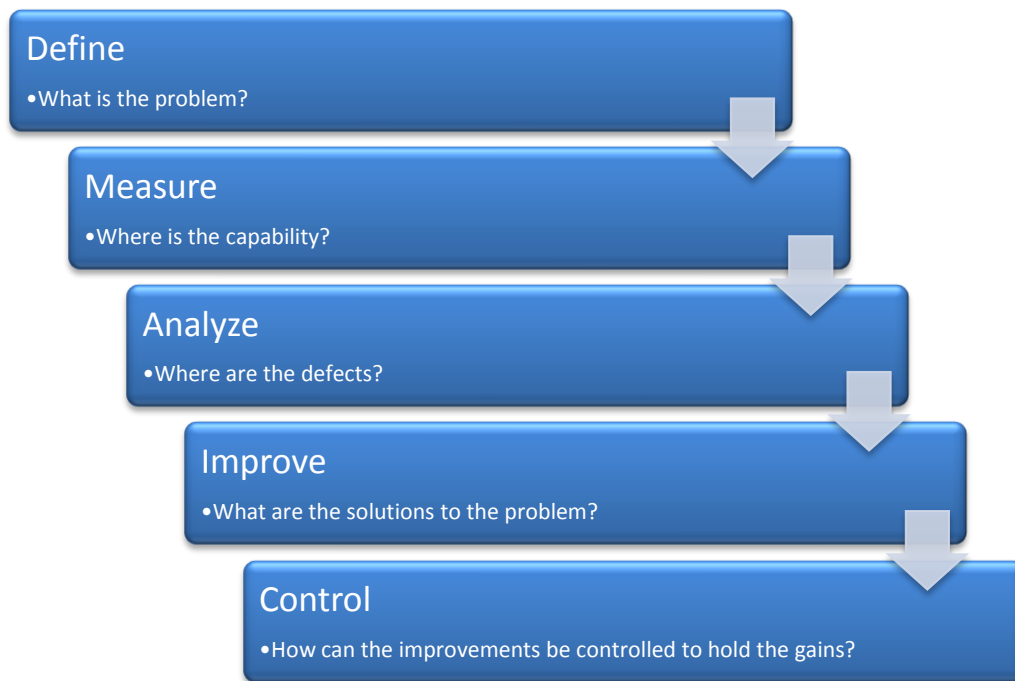 Define
•What is the problem?
Measure
•Where is the capability?
Analyze
•Where are the defects?
Improve
•What are the solutions to the problem?
Control
•How can the improvements be controlled to hold the gains?